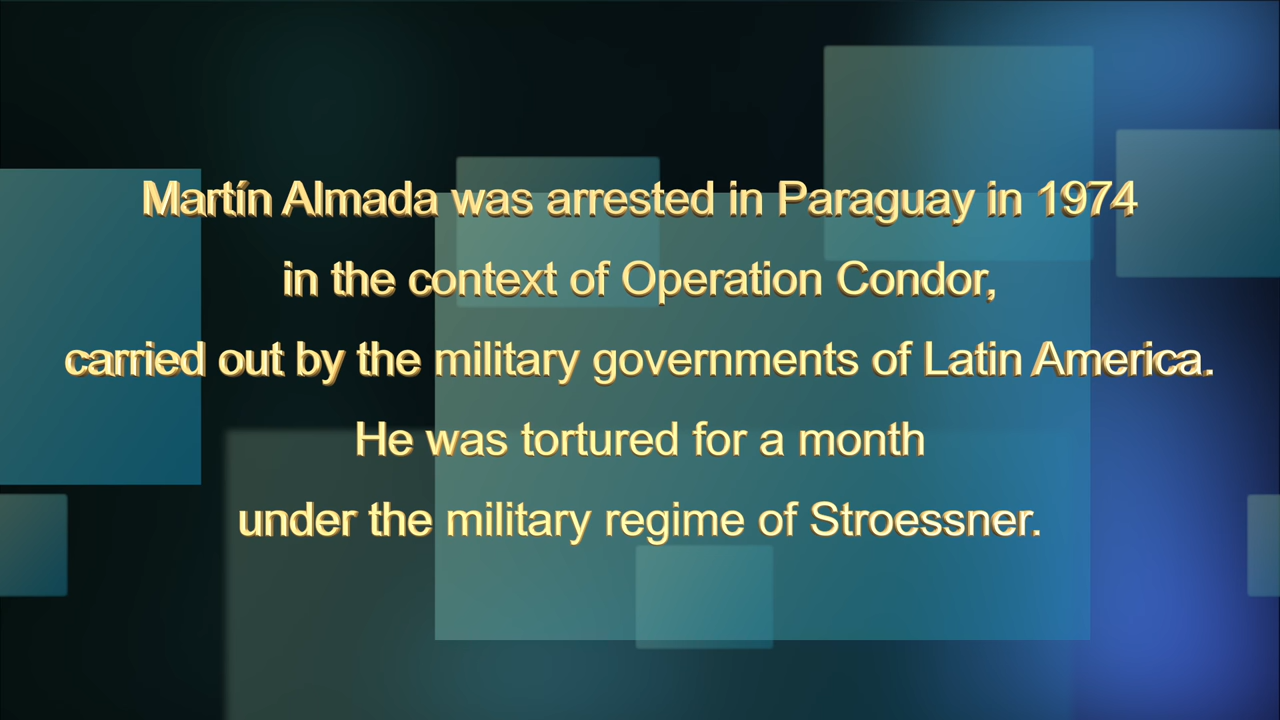 Martín Almada was arrested in Paraguay in 1974
in the context of Operation Condor,
carried out by the military governments of Latin America.
He was tortured for a month
under the military regime of Stroessner.